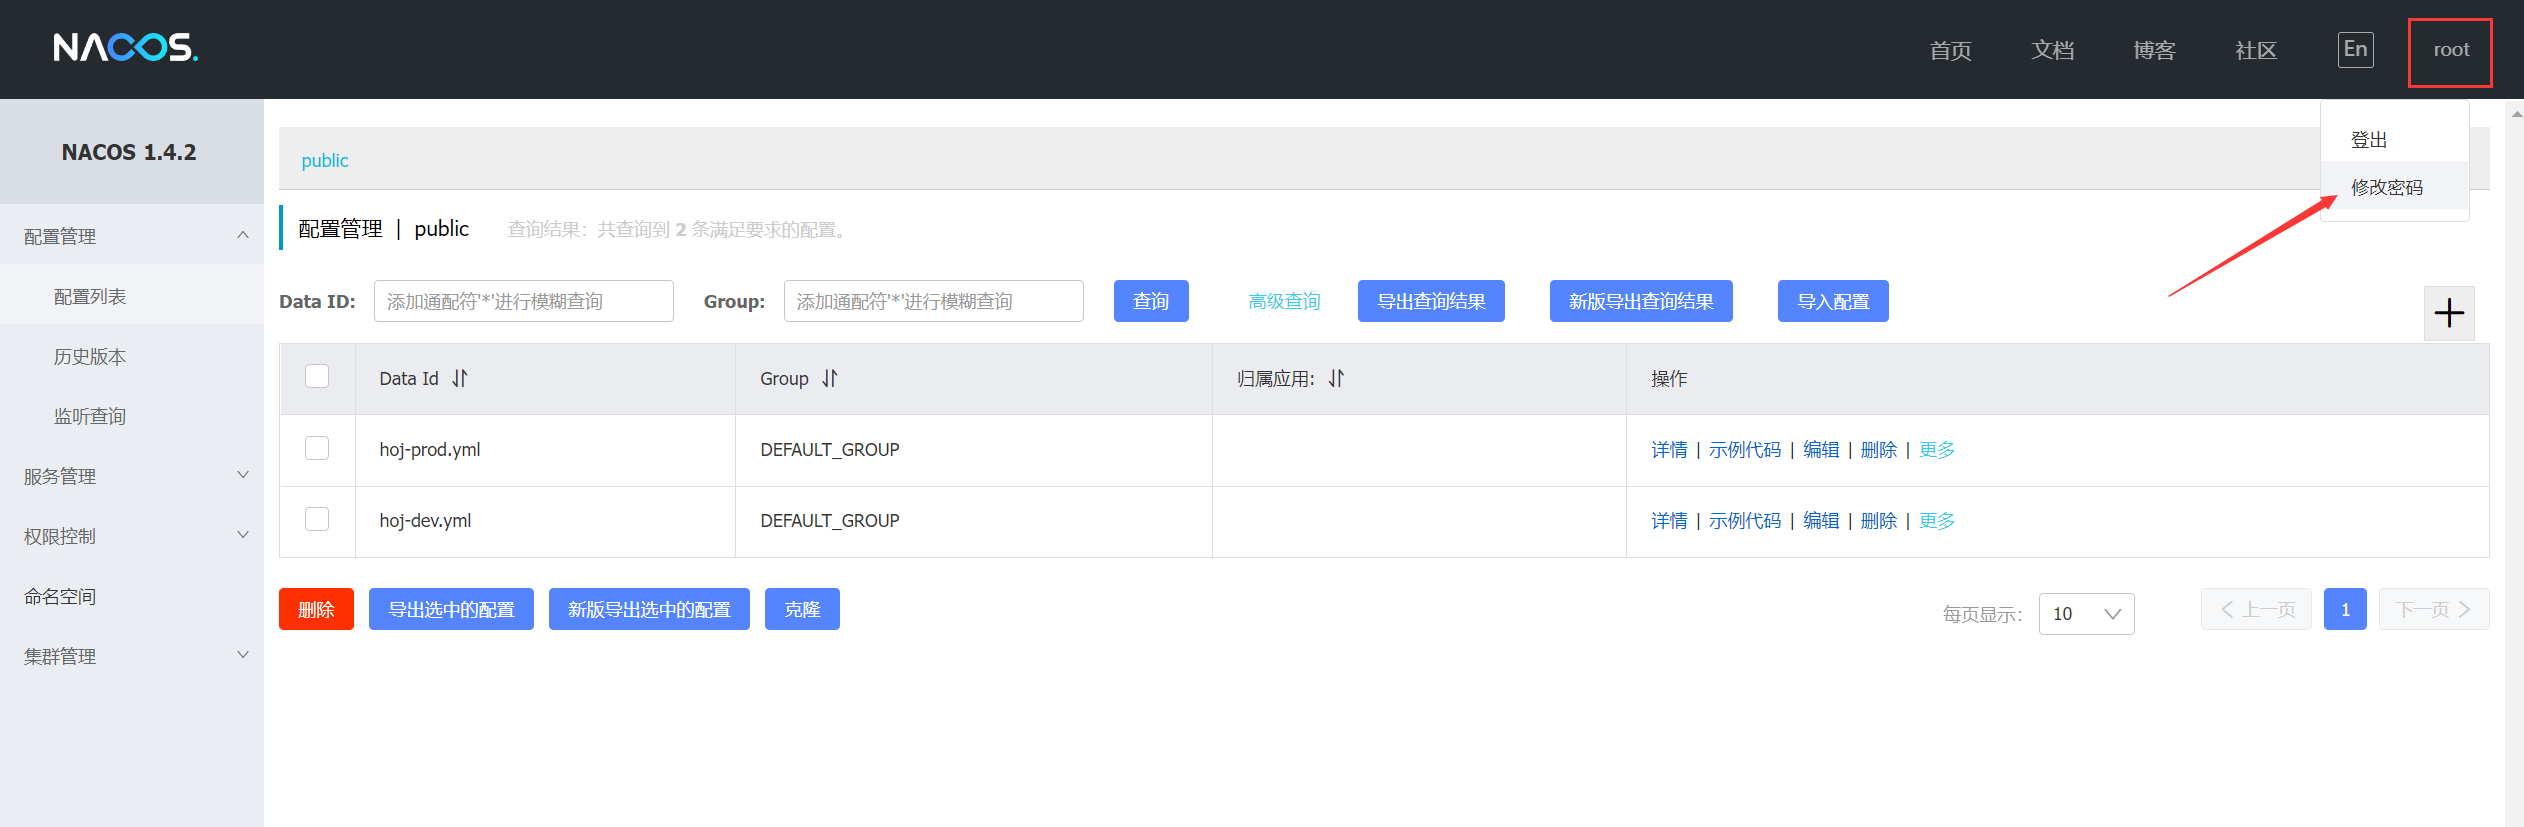 NACOS.
首页 文档 博客 社区 En root
登出
修改密码
NACOS 1.4.2
配置管理
配置列表
历史版本
监听查询
服务管理
权限控制
命名空间
集群管理
public
配置管理 | public 查询结果：共查询到 2 条满足要求的配置。
Data ID: 添加通配符'*'进行模糊查询 Group: 添加通配符'*'进行模糊查询 查询 高级查询 导出查询结果 新版导出查询结果 导入配置
Data Id Group 归属应用: 操作
hoj-prod.yml DEFAULT_GROUP 详情 | 示例代码 | 编辑 | 删除 | 更多
hoj-dev.yml DEFAULT_GROUP 详情 | 示例代码 | 编辑 | 删除 | 更多
删除 导出选中的配置 新版导出选中的配置 克隆 每页显示: 10 上一页 1 下一页